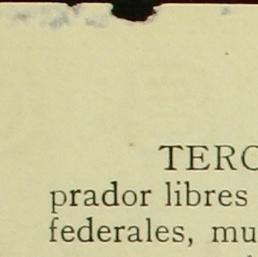 TERC
prador libres
federales, mu